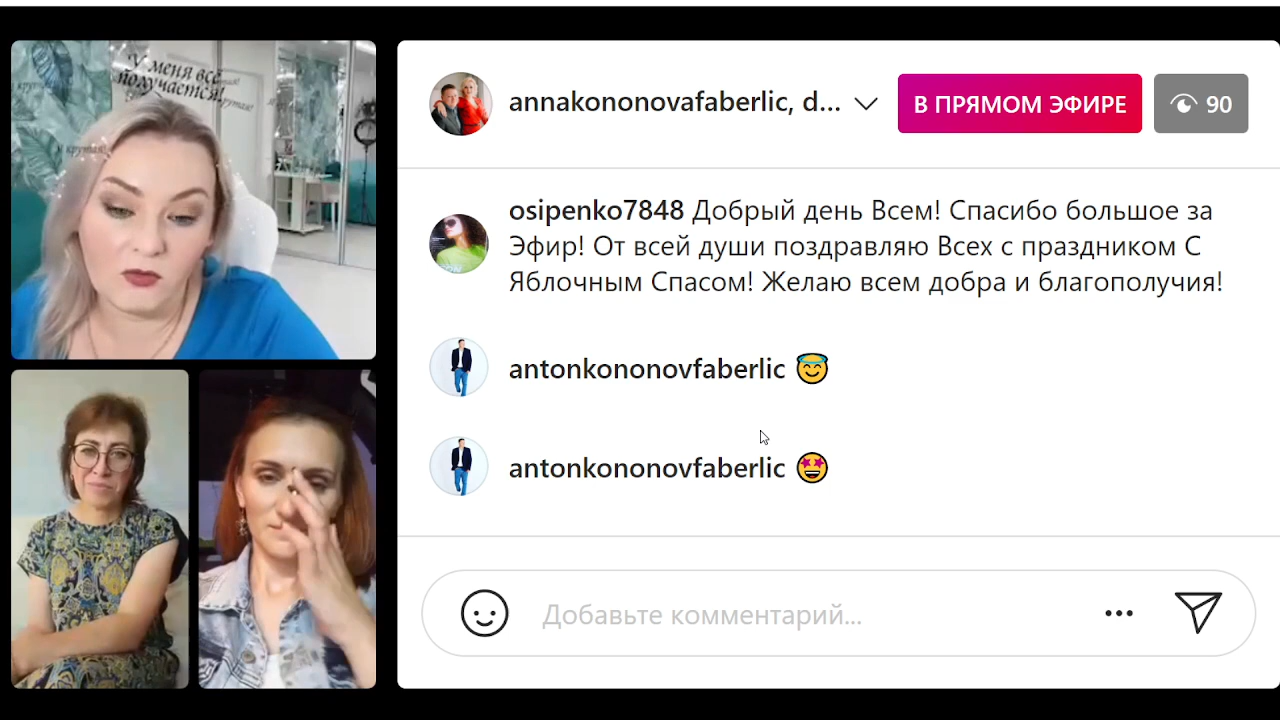 У меня всё
получается!
annakononovafaberlic, d...
В ПРЯМОМ ЭФИРЕ
90
osipenko7848 Добрый день Всем! Спасибо большое за
Эфир! От всей души поздравляю Всех с праздником С
Яблочным Спасом! Желаю всем добра и благополучия!
antonkononovfaberlic 😇
antonkononovfaberlic 🤩
Добавьте комментарий...